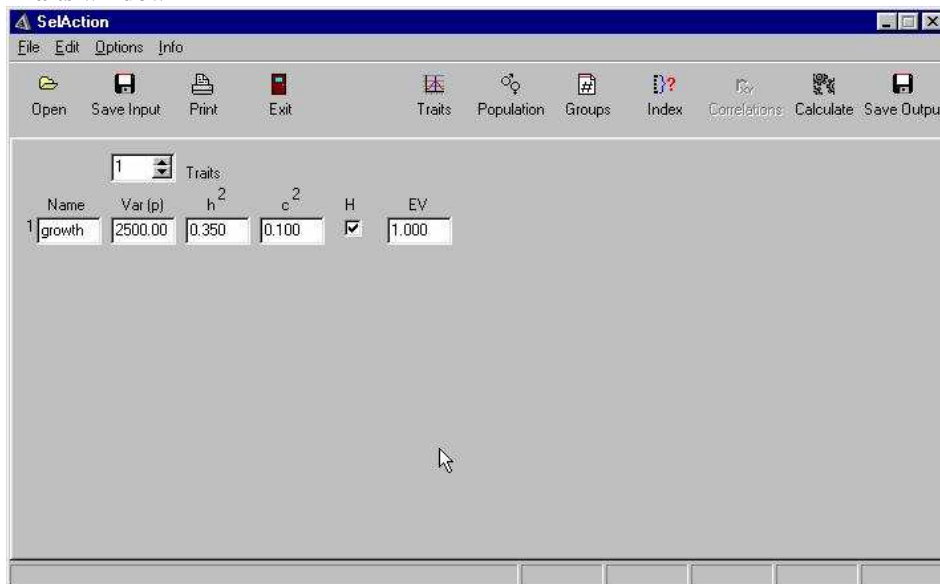 SelAction
File Edit Options Info
Open Save Input Print Exit Traits Population Groups Index Correlations Calculate Save Outpu
1 Traits
Name Var (p) h2 c2 H EV
1 growth 2500.00 0.350 0.100 1.000